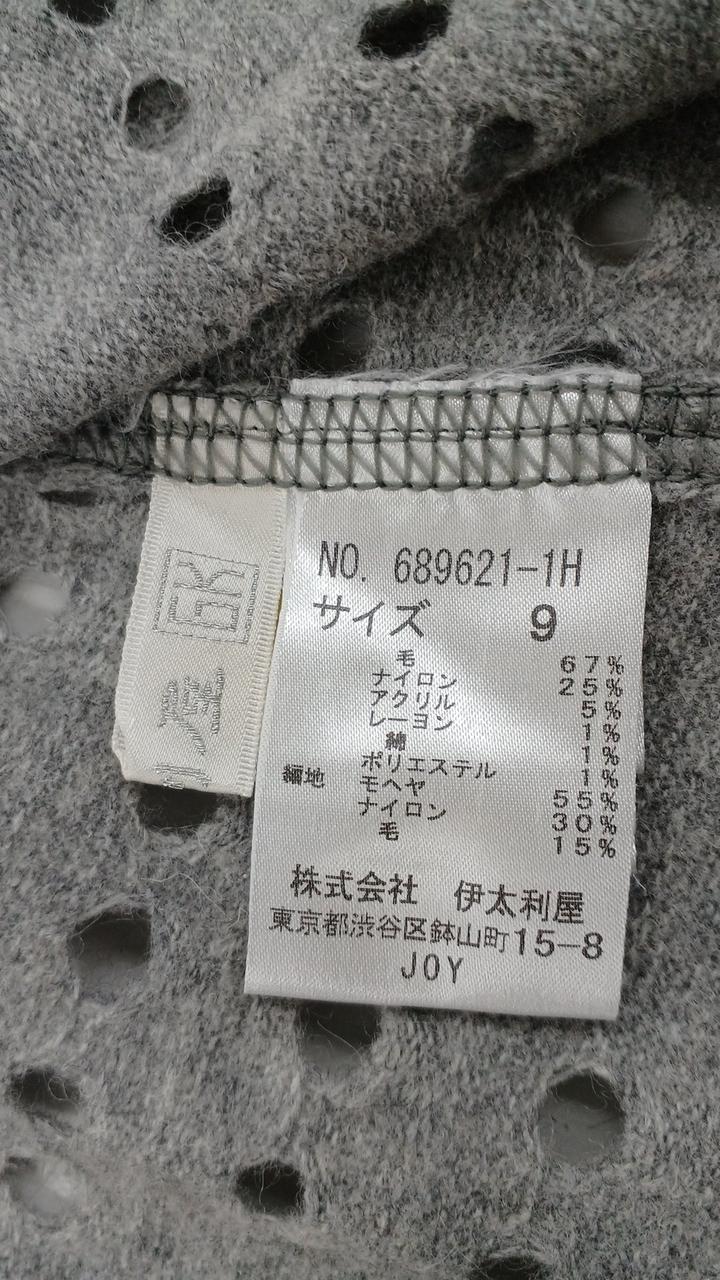 NO. 689621-1H
サイズ 9
毛 67%
ナイロン 25%
アクリル 5%
レーヨン 1%
綿 1%
ポリエステル 1%
編地 モヘヤ 55%
ナイロン 30%
毛 15%
株式会社 伊太利屋
東京都渋谷区鉢山町15-8
JOY
GK